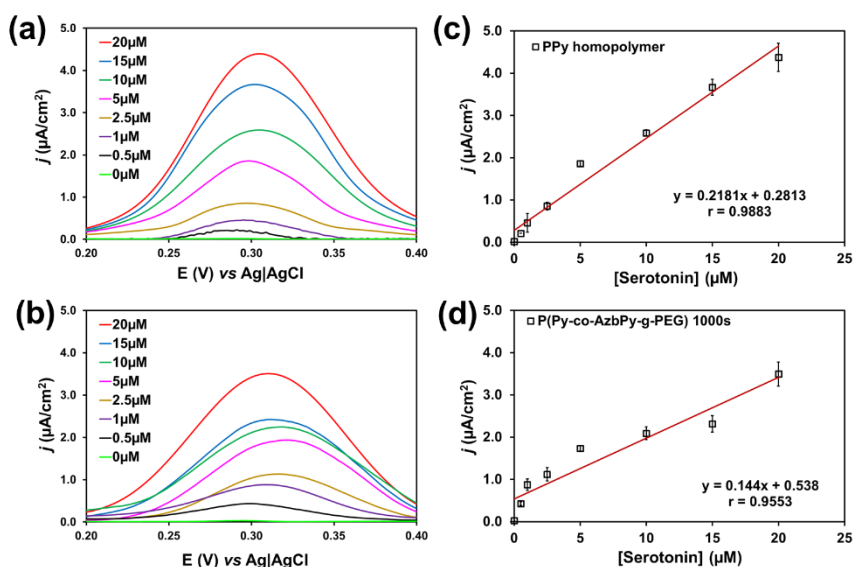 (a)
j (µA/cm²)
5.0
4.0
3.0
2.0
1.0
0.0
20µM
15µM
10µM
5µM
2.5µM
1µM
0.5µM
0µM
0.20
0.25
0.30
0.35
0.40
E (V) vs Ag|AgCl
(c)
j (µA/cm²)
5.0
4.0
3.0
2.0
1.0
0.0
PPy homopolymer
y = 0.2181x + 0.2813
r = 0.9883
0
5
10
15
20
25
[Serotonin] (µM)
(b)
j (µA/cm²)
5.0
4.0
3.0
2.0
1.0
0.0
20µM
15µM
10µM
5µM
2.5µM
1µM
0.5µM
0µM
0.20
0.25
0.30
0.35
0.40
E (V) vs Ag|AgCl
(d)
j (µA/cm²)
5.0
4.0
3.0
2.0
1.0
0.0
P(Py-co-AzbPy-g-PEG) 1000s
y = 0.144x + 0.538
r = 0.9553
0
5
10
15
20
25
[Serotonin] (µM)